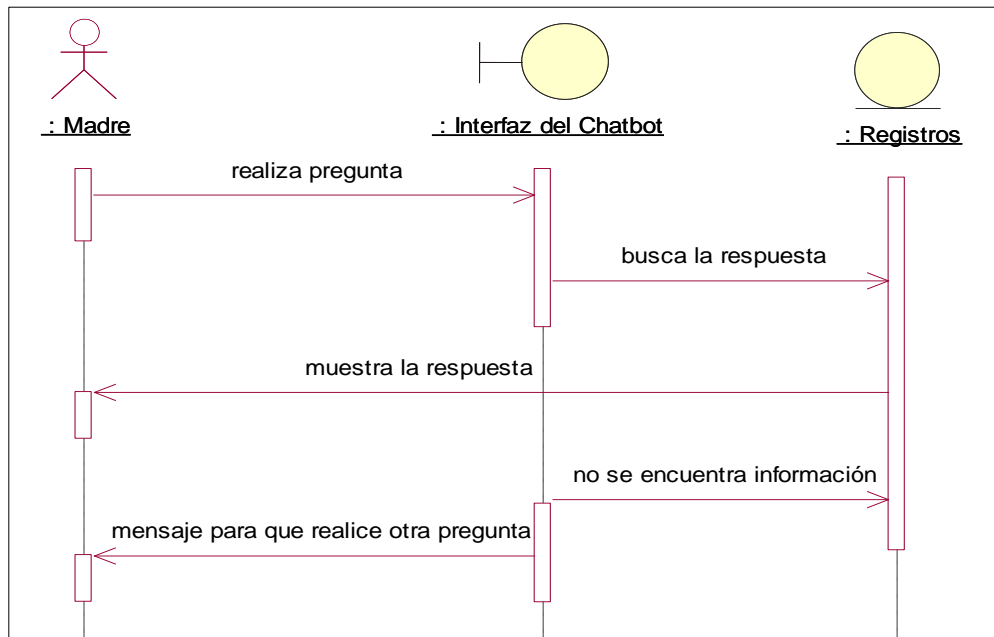 : Madre
: Interfaz del Chatbot
: Registros
realiza pregunta
busca la respuesta
muestra la respuesta
no se encuentra información
mensaje para que realice otra pregunta